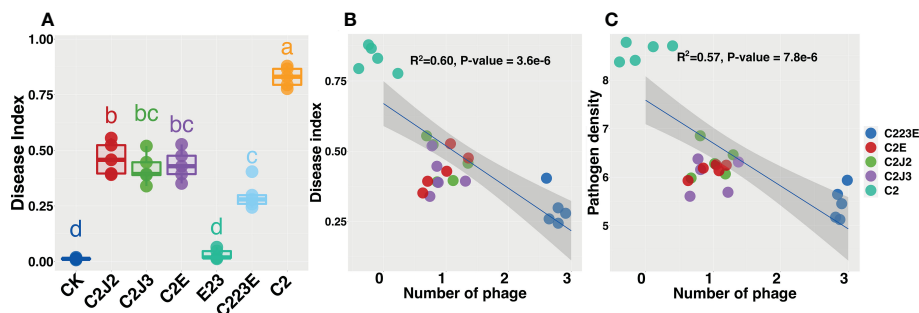 A
Disease Index
1.00
0.75
0.50
0.25
0.00
d
b
bc
bc
d
c
a
CK
C2J2
C2J3
C2E
E23
C223E
C2
B
R²=0.60, P-value = 3.6e-6
Disease index
0.75
0.50
0.25
0
1
2
3
Number of phage
C
R²=0.57, P-value = 7.8e-6
Pathogen density
8
7
6
5
0
1
2
3
Number of phage
C223E
C2E
C2J2
C2J3
C2